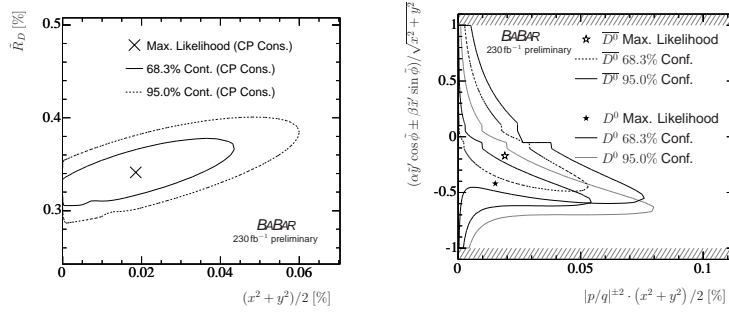 R̃_D [%]
0.5
0.4
0.3
× Max. Likelihood (CP Cons.)
68.3% Cont. (CP Cons.)
95.0% Cont. (CP Cons.)
BABAR
230 fb⁻¹ preliminary
0 0.02 0.04 0.06
(x² + y²)/2 [%]
(αỹ′ cos φ̃ ± βx̃′ sin φ̃)/√x² + y²
1
0.5
0
-0.5
-1
BABAR
230 fb⁻¹ preliminary
☆ D̅⁰ Max. Likelihood
D̅⁰ 68.3% Conf.
D̅⁰ 95.0% Conf.
★ D⁰ Max. Likelihood
D⁰ 68.3% Conf.
D⁰ 95.0% Conf.
0 0.05 0.1
|p/q|^±2 · (x² + y²)/2 [%]